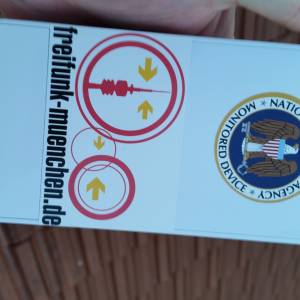 freifunk-muenchen.de
NATIO
MONITORED DEVICE
AGENCY